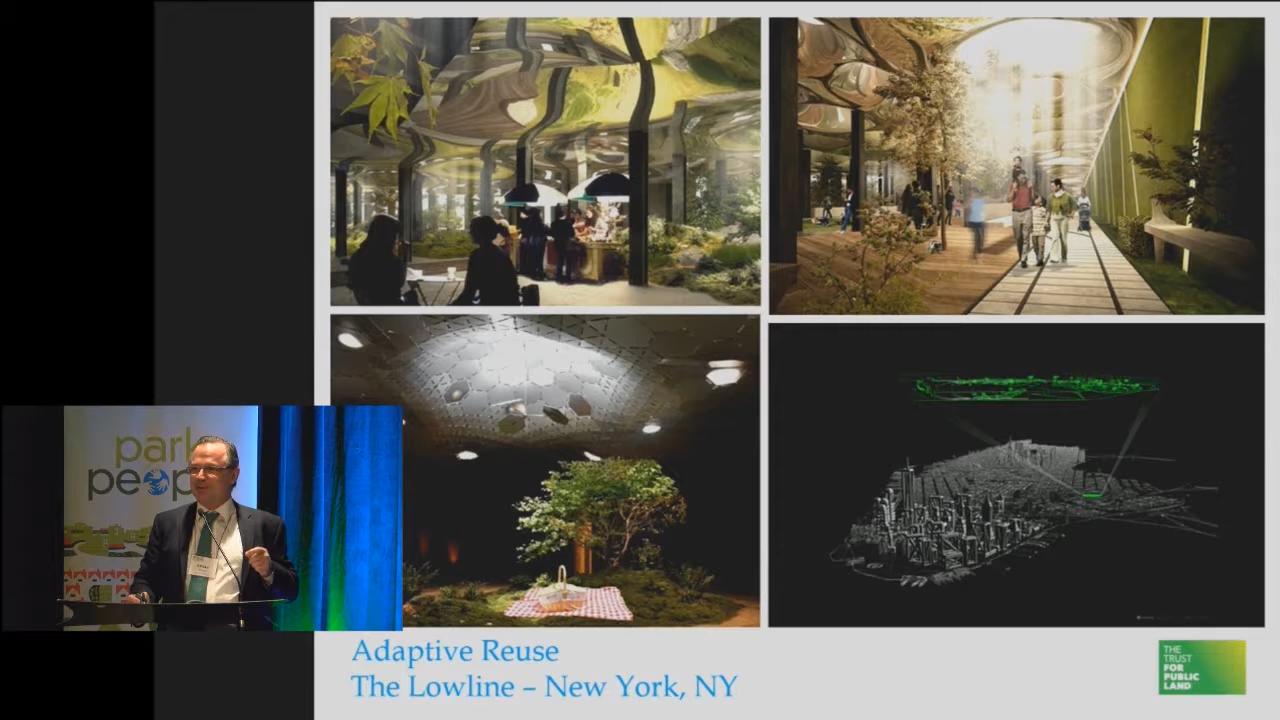 park
peop
Adaptive Reuse
The Lowline – New York, NY
THE
TRUST
FOR
PUBLIC
LAND